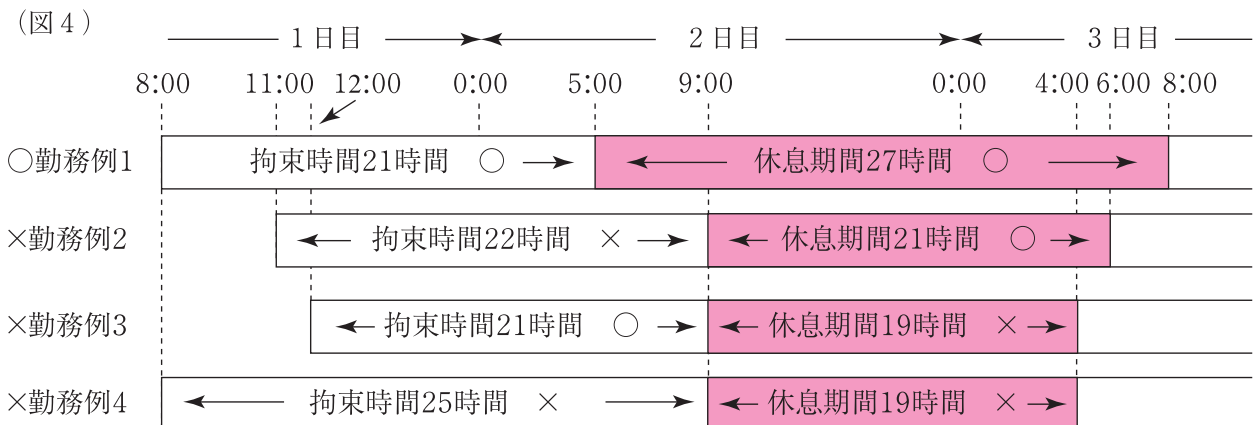 (図4)
1日目 2日目 3日目
8:00 11:00 12:00 0:00 5:00 9:00 0:00 4:00 6:00 8:00
○勤務例1 拘束時間21時間 ○ 休息期間27時間 ○
×勤務例2 拘束時間22時間 × 休息期間21時間 ○
×勤務例3 拘束時間21時間 ○ 休息期間19時間 ×
×勤務例4 拘束時間25時間 × 休息期間19時間 ×